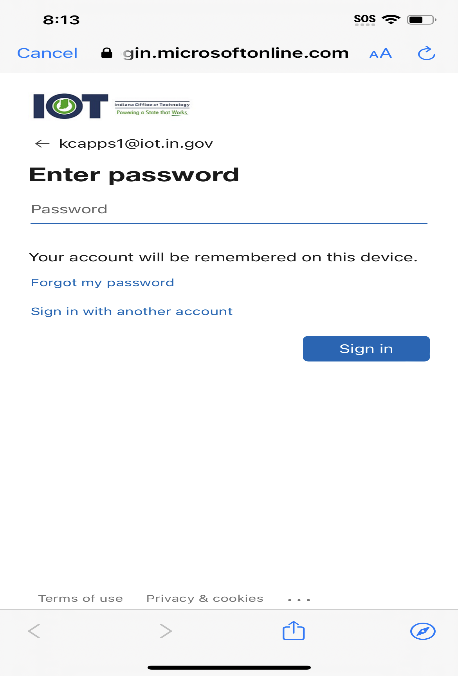 8:13
SOS
Cancel
gin.microsoftonline.com
AA
IOT
Indiana Office of Technology
Powering a State that Works
kcapps1@iot.in.gov
Enter password
Password
Your account will be remembered on this device.
Forgot my password
Sign in with another account
Sign in
Terms of use
Privacy & cookies
...